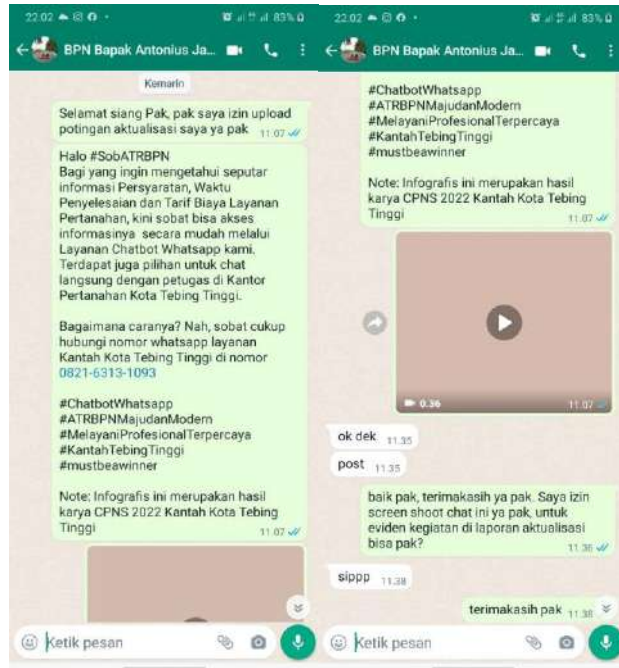 22.02
83%
BPN Bapak Antonius Ja...
Kemarin
Selamat siang Pak, pak saya izin upload
potingan aktualisasi saya ya pak 11.07
Halo #SobATRBPN
Bagi yang ingin mengetahui seputar
informasi Persyaratan, Waktu
Penyelesaian dan Tarif Biaya Layanan
Pertanahan, kini sobat bisa akses
informasinya secara mudah melalui
Layanan Chatbot Whatsapp kami.
Terdapat juga pilihan untuk chat
langsung dengan petugas di Kantor
Pertanahan Kota Tebing Tinggi.
Bagaimana caranya? Nah, sobat cukup
hubungi nomor whatsapp layanan
Kantah Kota Tebing Tinggi di nomor
0821-6313-1093
#ChatbotWhatsapp
#ATRBPNMajudanModern
#MelayaniProfesionalTerpercaya
#KantahTebingTinggi
#mustbeawinner
Note: Infografis ini merupakan hasil
karya CPNS 2022 Kantah Kota Tebing
Tinggi 11.07
Ketik pesan
22.02
83%
BPN Bapak Antonius Ja...
#ChatbotWhatsapp
#ATRBPNMajudanModern
#MelayaniProfesionalTerpercaya
#KantahTebingTinggi
#mustbeawinner
Note: Infografis ini merupakan hasil
karya CPNS 2022 Kantah Kota Tebing
Tinggi 11.07
0.36 11.07
ok dek 11.35
post 11.35
baik pak, terimakasih ya pak. Saya izin
screen shoot chat ini ya pak, untuk
eviden kegiatan di laporan aktualisasi
bisa pak? 11.36
sippp 11.38
terimakasih pak 11.38
Ketik pesan